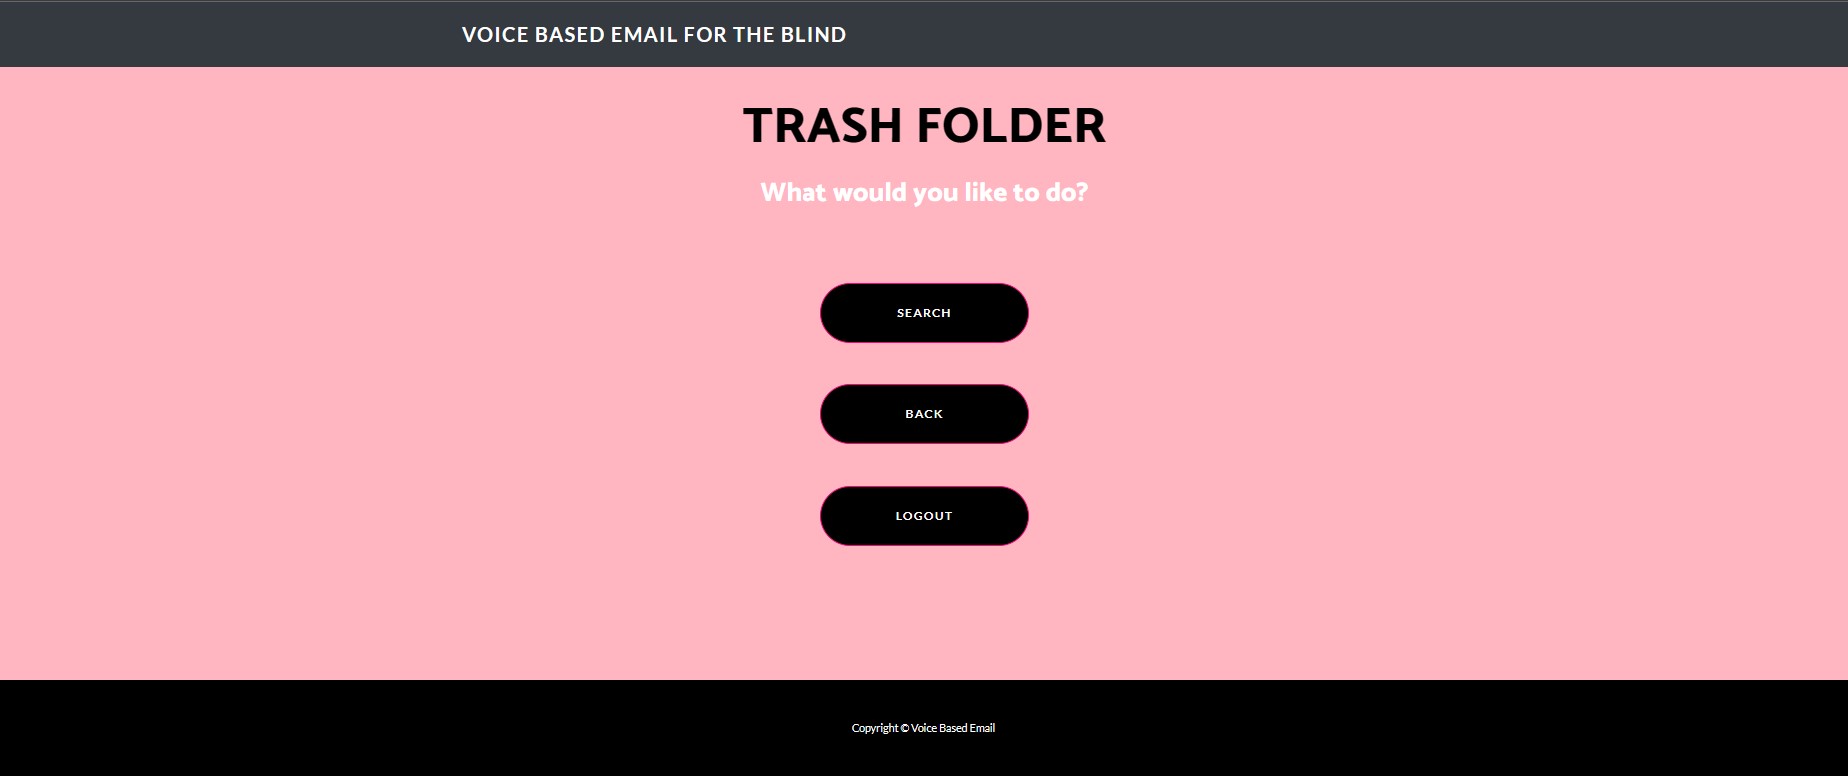 VOICE BASED EMAIL FOR THE BLIND
TRASH FOLDER
What would you like to do?
SEARCH
BACK
LOGOUT
Copyright © Voice Based Email